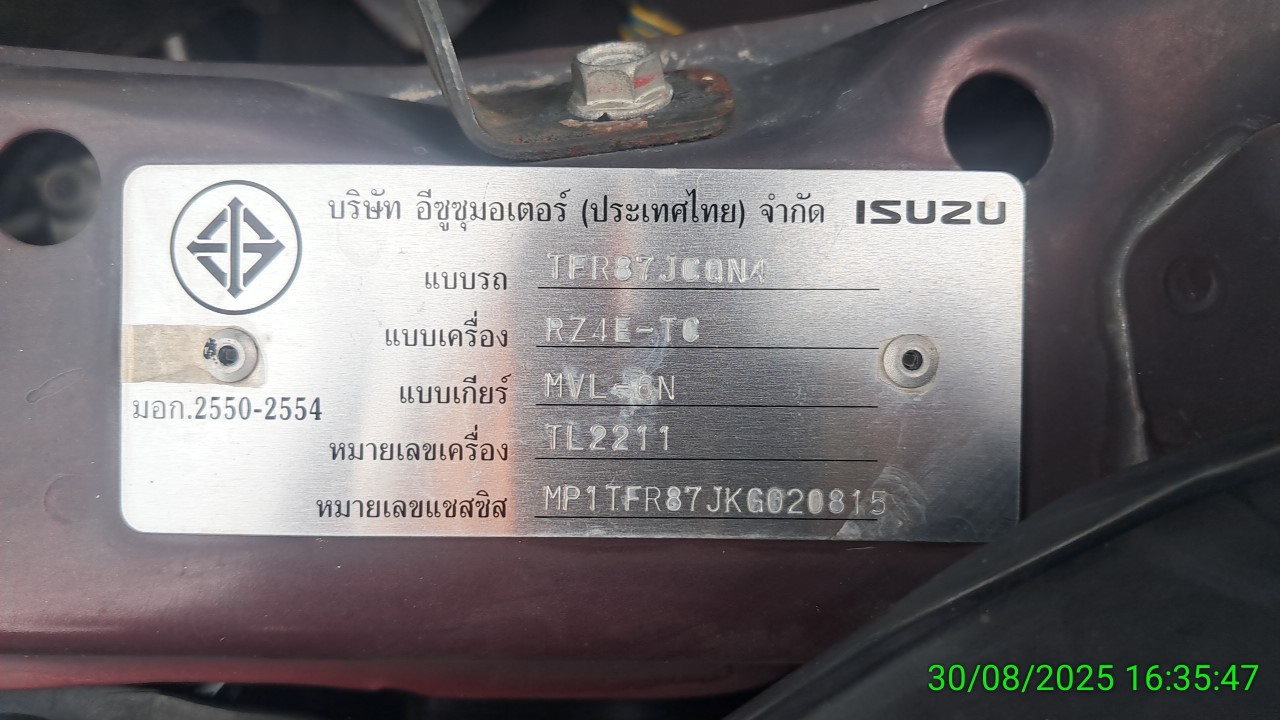 บริษัท อีซูซุมอเตอร์ (ประเทศไทย) จำกัด ISUZU
แบบรถ TFR87JCQN4
แบบเครื่อง RZ4E-TC
แบบเกียร์ MVL-6N
มอก.2550-2554
หมายเลขเครื่อง TL2211
หมายเลขแชสซิส MP1TFR87JKG020815
30/08/2025 16:35:47